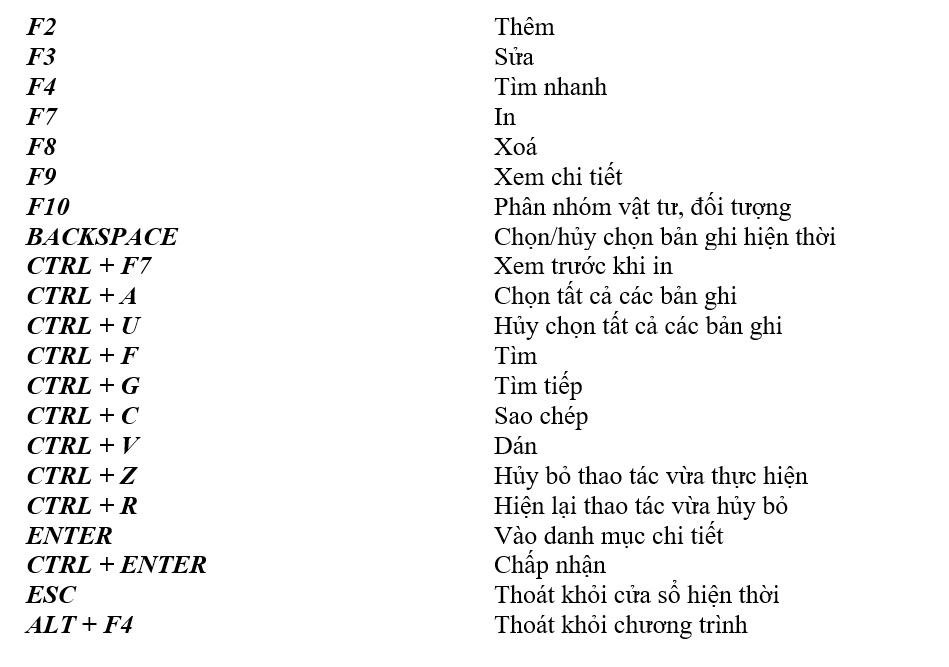 F2 Thêm
F3 Sửa
F4 Tìm nhanh
F7 In
F8 Xoá
F9 Xem chi tiết
F10 Phân nhóm vật tư, đối tượng
BACKSPACE Chọn/hủy chọn bản ghi hiện thời
CTRL + F7 Xem trước khi in
CTRL + A Chọn tất cả các bản ghi
CTRL + U Hủy chọn tất cả các bản ghi
CTRL + F Tìm
CTRL + G Tìm tiếp
CTRL + C Sao chép
CTRL + V Dán
CTRL + Z Hủy bỏ thao tác vừa thực hiện
CTRL + R Hiện lại thao tác vừa hủy bỏ
ENTER Vào danh mục chi tiết
CTRL + ENTER Chấp nhận
ESC Thoát khỏi cửa sổ hiện thời
ALT + F4 Thoát khỏi chương trình